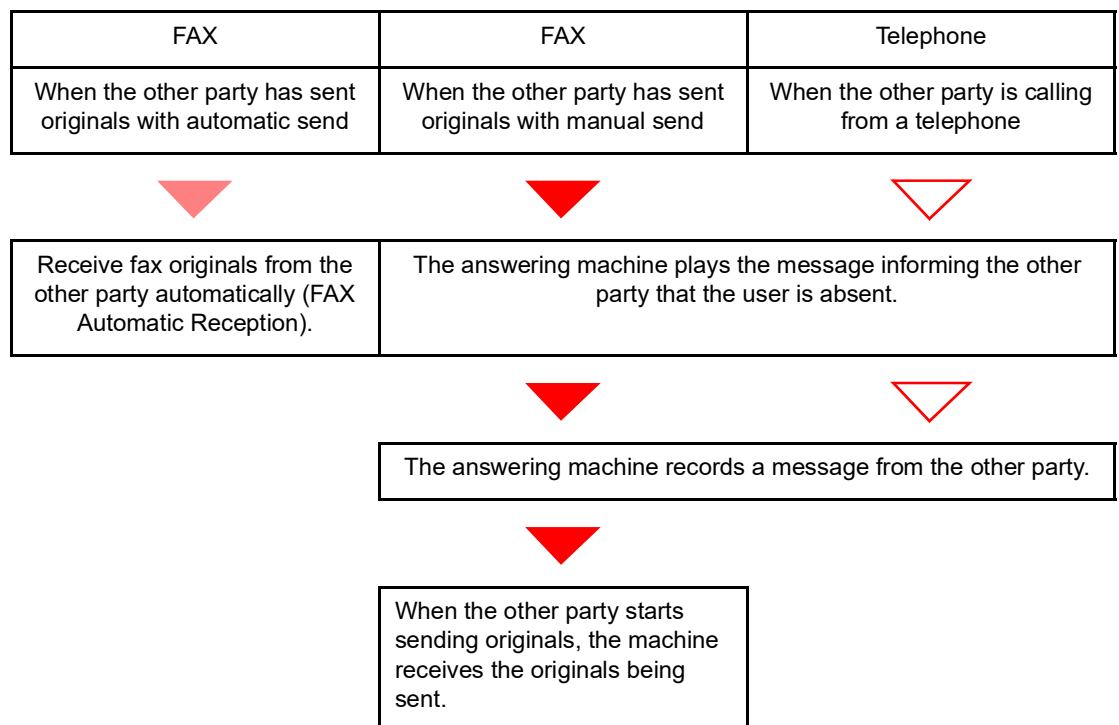 FAX
FAX
Telephone
When the other party has sent
originals with automatic send
When the other party has sent
originals with manual send
When the other party is calling
from a telephone
Receive fax originals from the
other party automatically (FAX
Automatic Reception).
The answering machine plays the message informing the other
party that the user is absent.
The answering machine records a message from the other party.
When the other party starts
sending originals, the machine
receives the originals being
sent.